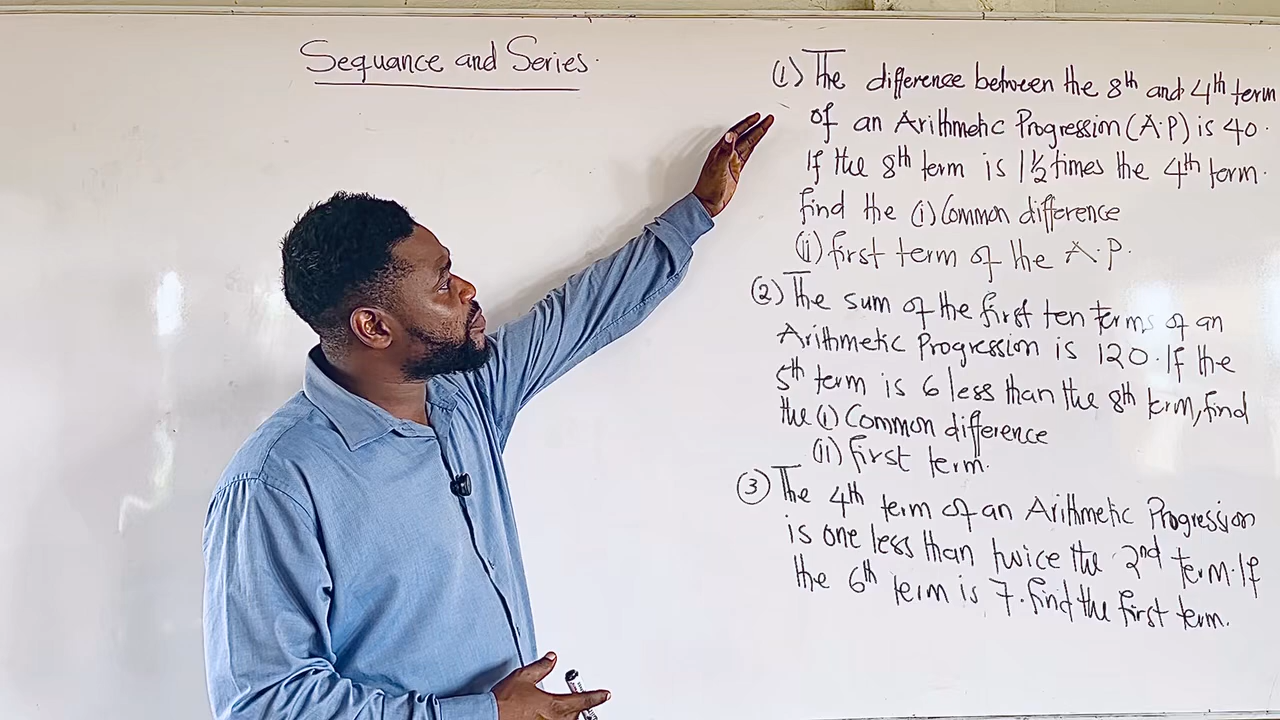 Sequance and Series.
(1) The difference between the 8th and 4th term
of an Arithmetic Progression (A.P) is 40.
If the 8th term is 1½ times the 4th term.
find the (i) Common difference
(ii) first term of the A.P.
(2) The sum of the first ten terms of an
Arithmetic Progression is 120. If the
5th term is 6 less than the 8th term, find
the (i) Common difference
(ii) first term.
(3) The 4th term of an Arithmetic Progression
is one less than twice the 2nd term. If
the 6th term is 7. find the first term.